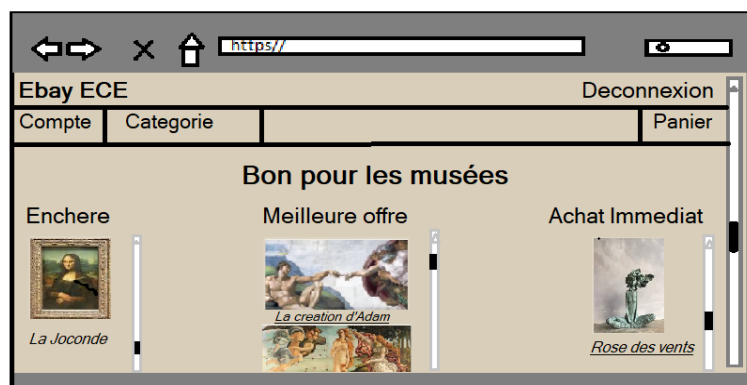 https//
Ebay ECE
Deconnexion
Compte
Categorie
Panier
Bon pour les musées
Enchere
Meilleure offre
Achat Immediat
La Joconde
La creation d'Adam
Rose des vents